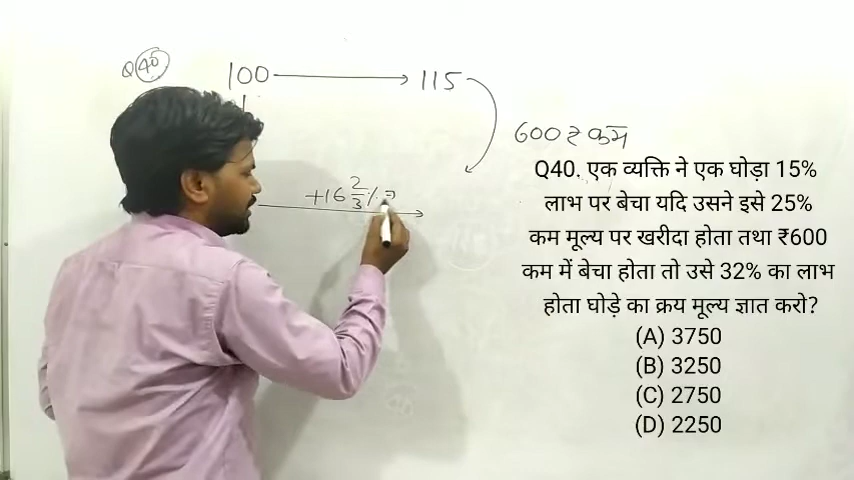 Q 40
100 → 115
600 ₹ कम
+16 2/3 % =
Q40. एक व्यक्ति ने एक घोड़ा 15%
लाभ पर बेचा यदि उसने इसे 25%
कम मूल्य पर खरीदा होता तथा ₹600
कम में बेचा होता तो उसे 32% का लाभ
होता घोड़े का क्रय मूल्य ज्ञात करो?
(A) 3750
(B) 3250
(C) 2750
(D) 2250